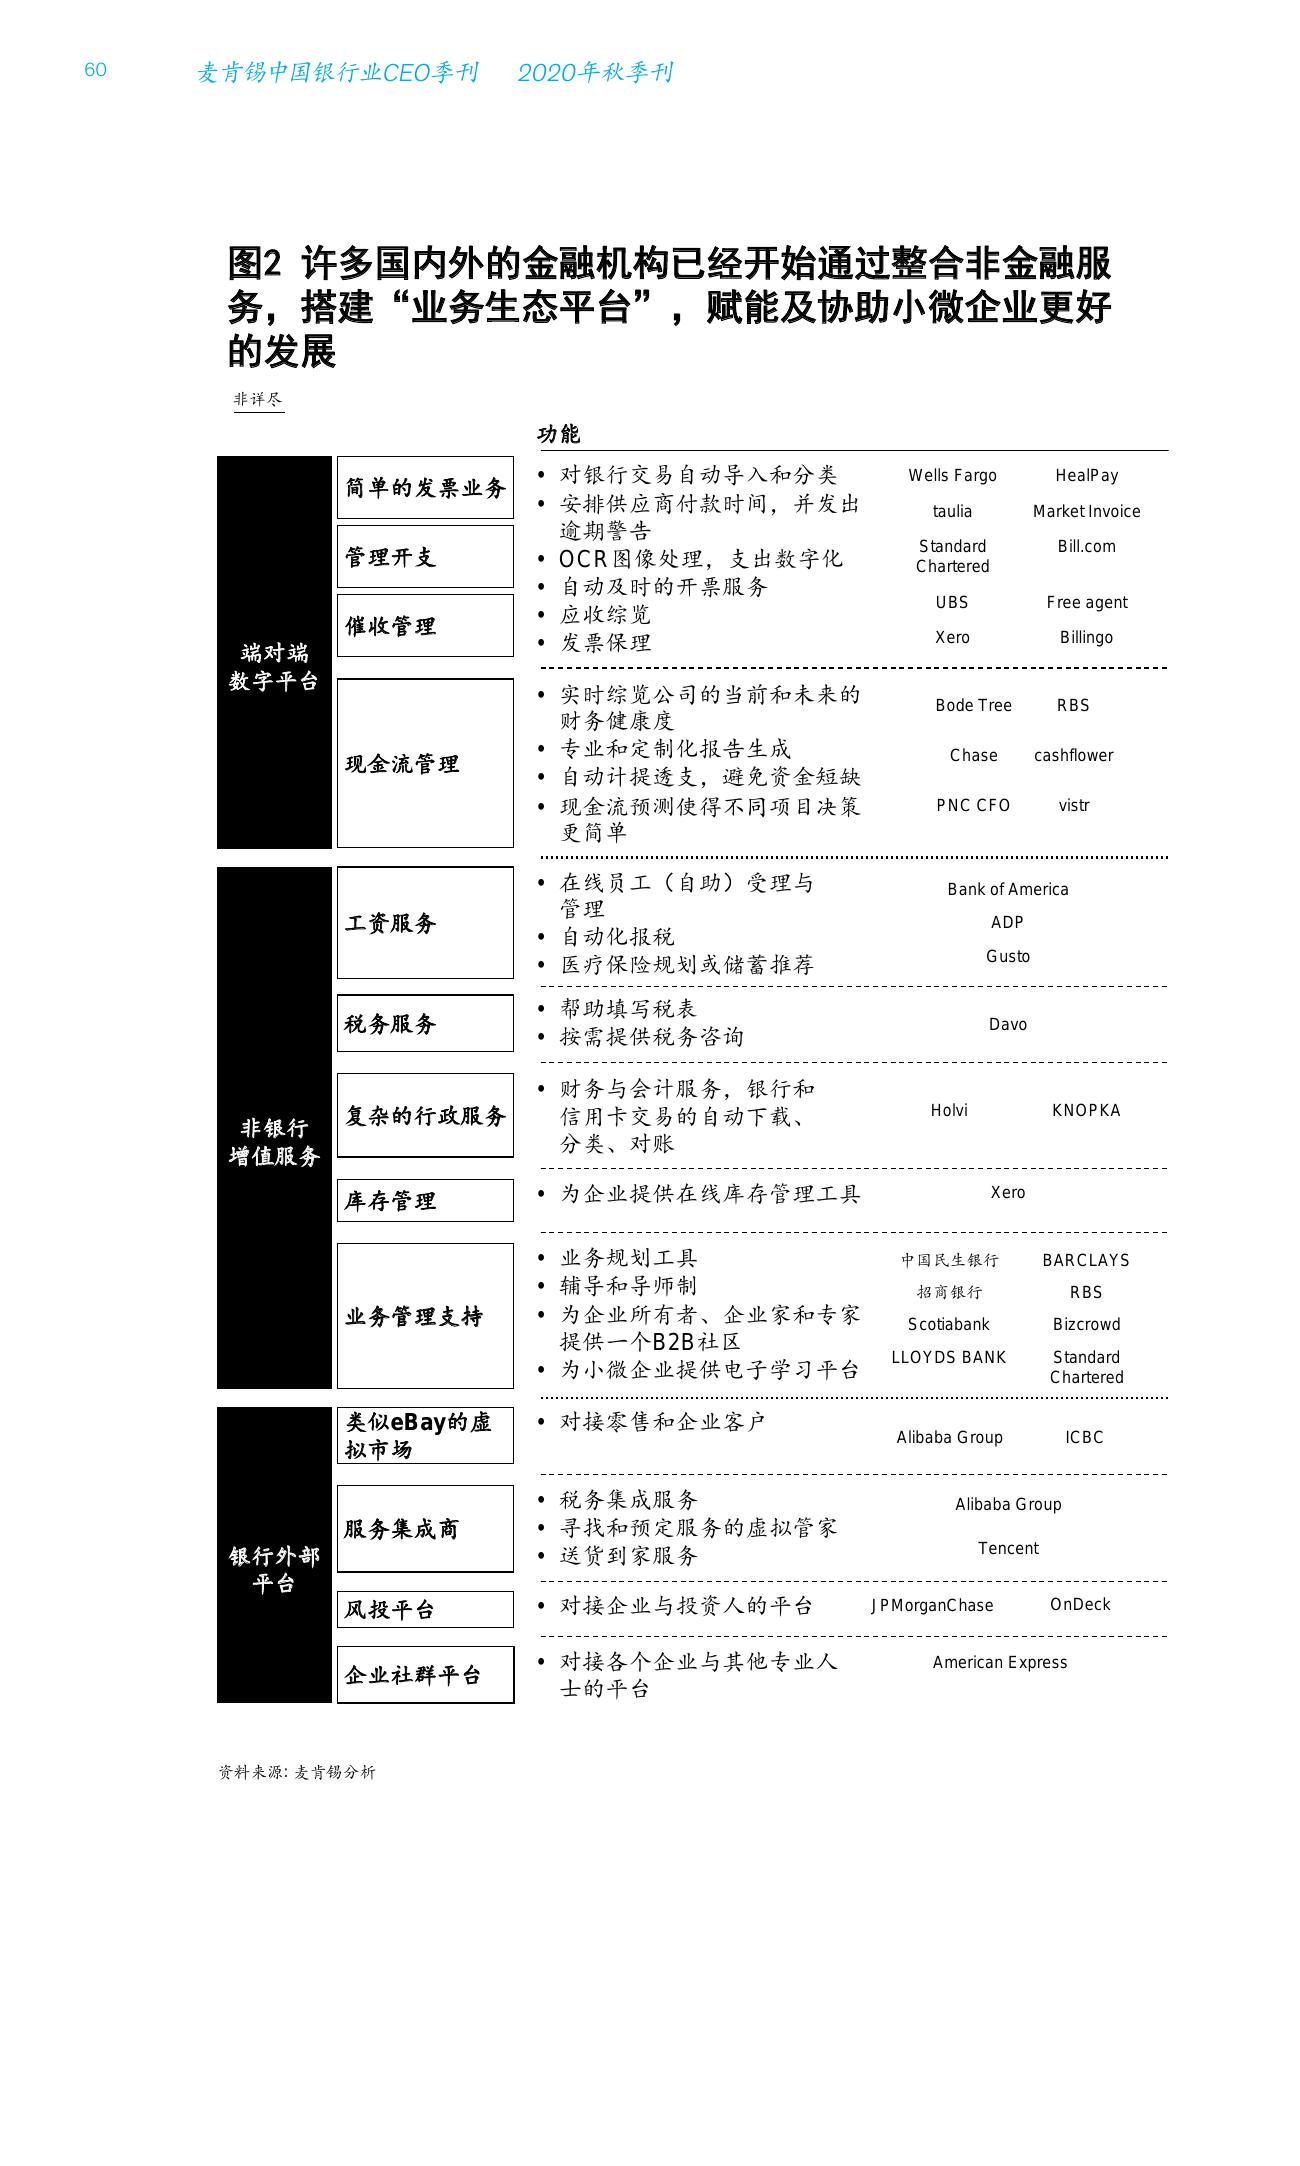 60
麦肯锡中国银行业CEO季刊 2020年秋季刊
图2 许多国内外的金融机构已经开始通过整合非金融服
务，搭建“业务生态平台”，赋能及协助小微企业更好
的发展
非详尽
功能
端对端
数字平台
简单的发票业务
管理开支
催收管理
• 对银行交易自动导入和分类
• 安排供应商付款时间，并发出
逾期警告
• OCR图像处理，支出数字化
• 自动及时的开票服务
• 应收综览
• 发票保理
Wells Fargo HealPay
taulia Market Invoice
Standard Bill.com
Chartered
UBS Free agent
Xero Billingo
现金流管理
• 实时综览公司的当前和未来的
财务健康度
• 专业和定制化报告生成
• 自动计提透支，避免资金短缺
• 现金流预测使得不同项目决策
更简单
Bode Tree RBS
Chase cashflower
PNC CFO vistr
非银行
增值服务
工资服务
• 在线员工（自助）受理与
管理
• 自动化报税
• 医疗保险规划或储蓄推荐
Bank of America
ADP
Gusto
税务服务
• 帮助填写税表
• 按需提供税务咨询
Davo
复杂的行政服务
• 财务与会计服务，银行和
信用卡交易的自动下载、
分类、对账
Holvi KNOPKA
库存管理
• 为企业提供在线库存管理工具
Xero
业务管理支持
• 业务规划工具
• 辅导和导师制
• 为企业所有者、企业家和专家
提供一个B2B社区
• 为小微企业提供电子学习平台
中国民生银行 BARCLAYS
招商银行 RBS
Scotiabank Bizcrowd
LLOYDS BANK Standard
Chartered
银行外部
平台
类似eBay的虚
拟市场
• 对接零售和企业客户
Alibaba Group ICBC
服务集成商
• 税务集成服务
• 寻找和预定服务的虚拟管家
• 送货到家服务
Alibaba Group
Tencent
风投平台
• 对接企业与投资人的平台
JPMorganChase OnDeck
企业社群平台
• 对接各个企业与其他专业人
士的平台
American Express
资料来源: 麦肯锡分析